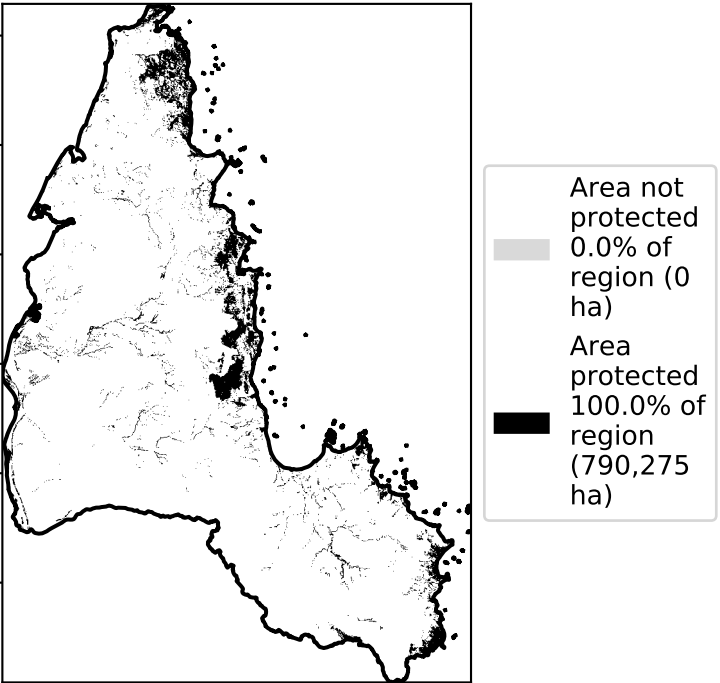 Area not
protected
0.0% of
region (0
ha)
Area
protected
100.0% of
region
(790,275
ha)